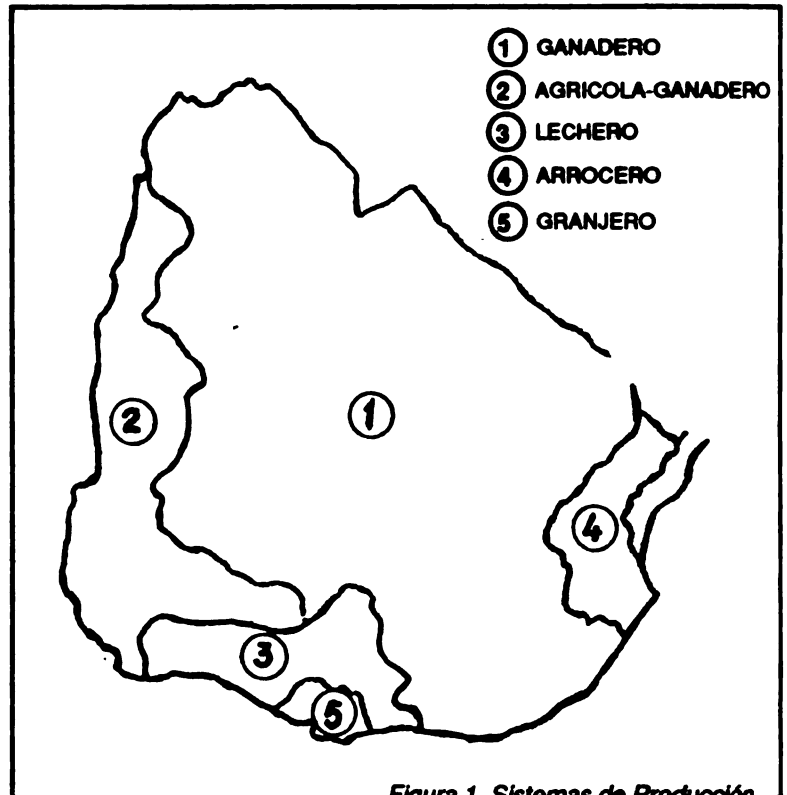 1 GANADERO
2 AGRICOLA-GANADERO
3 LECHERO
4 ARROCERO
5 GRANJERO
2
1
4
3
5
Figura 1. Sistemas de Producción